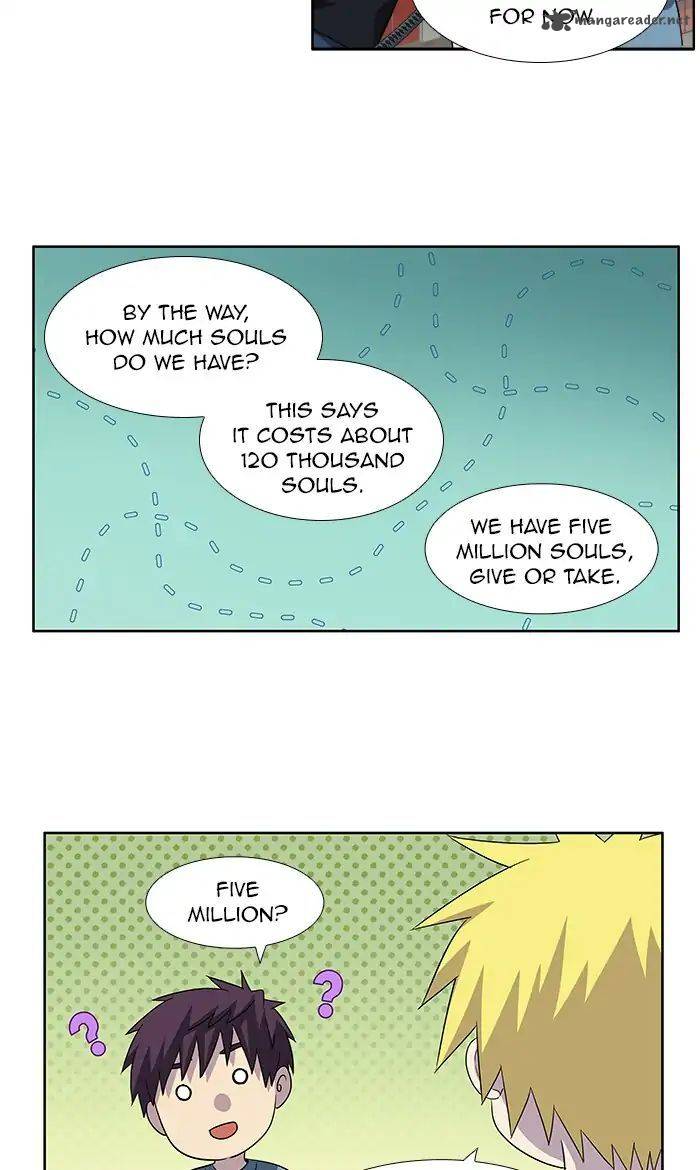 FOR NOW.
mangareader.net
BY THE WAY,
HOW MUCH SOULS
DO WE HAVE?
THIS SAYS
IT COSTS ABOUT
120 THOUSAND
SOULS.
WE HAVE FIVE
MILLION SOULS,
GIVE OR TAKE.
FIVE
MILLION?
?
?